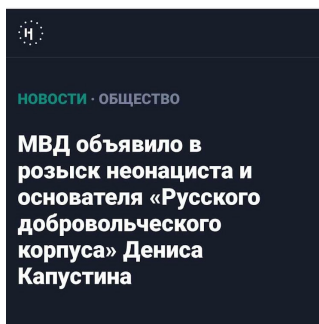 Н
НОВОСТИ · ОБЩЕСТВО
МВД объявило в
розыск неонациста и
основателя «Русского
добровольческого
корпуса» Дениса
Капустина